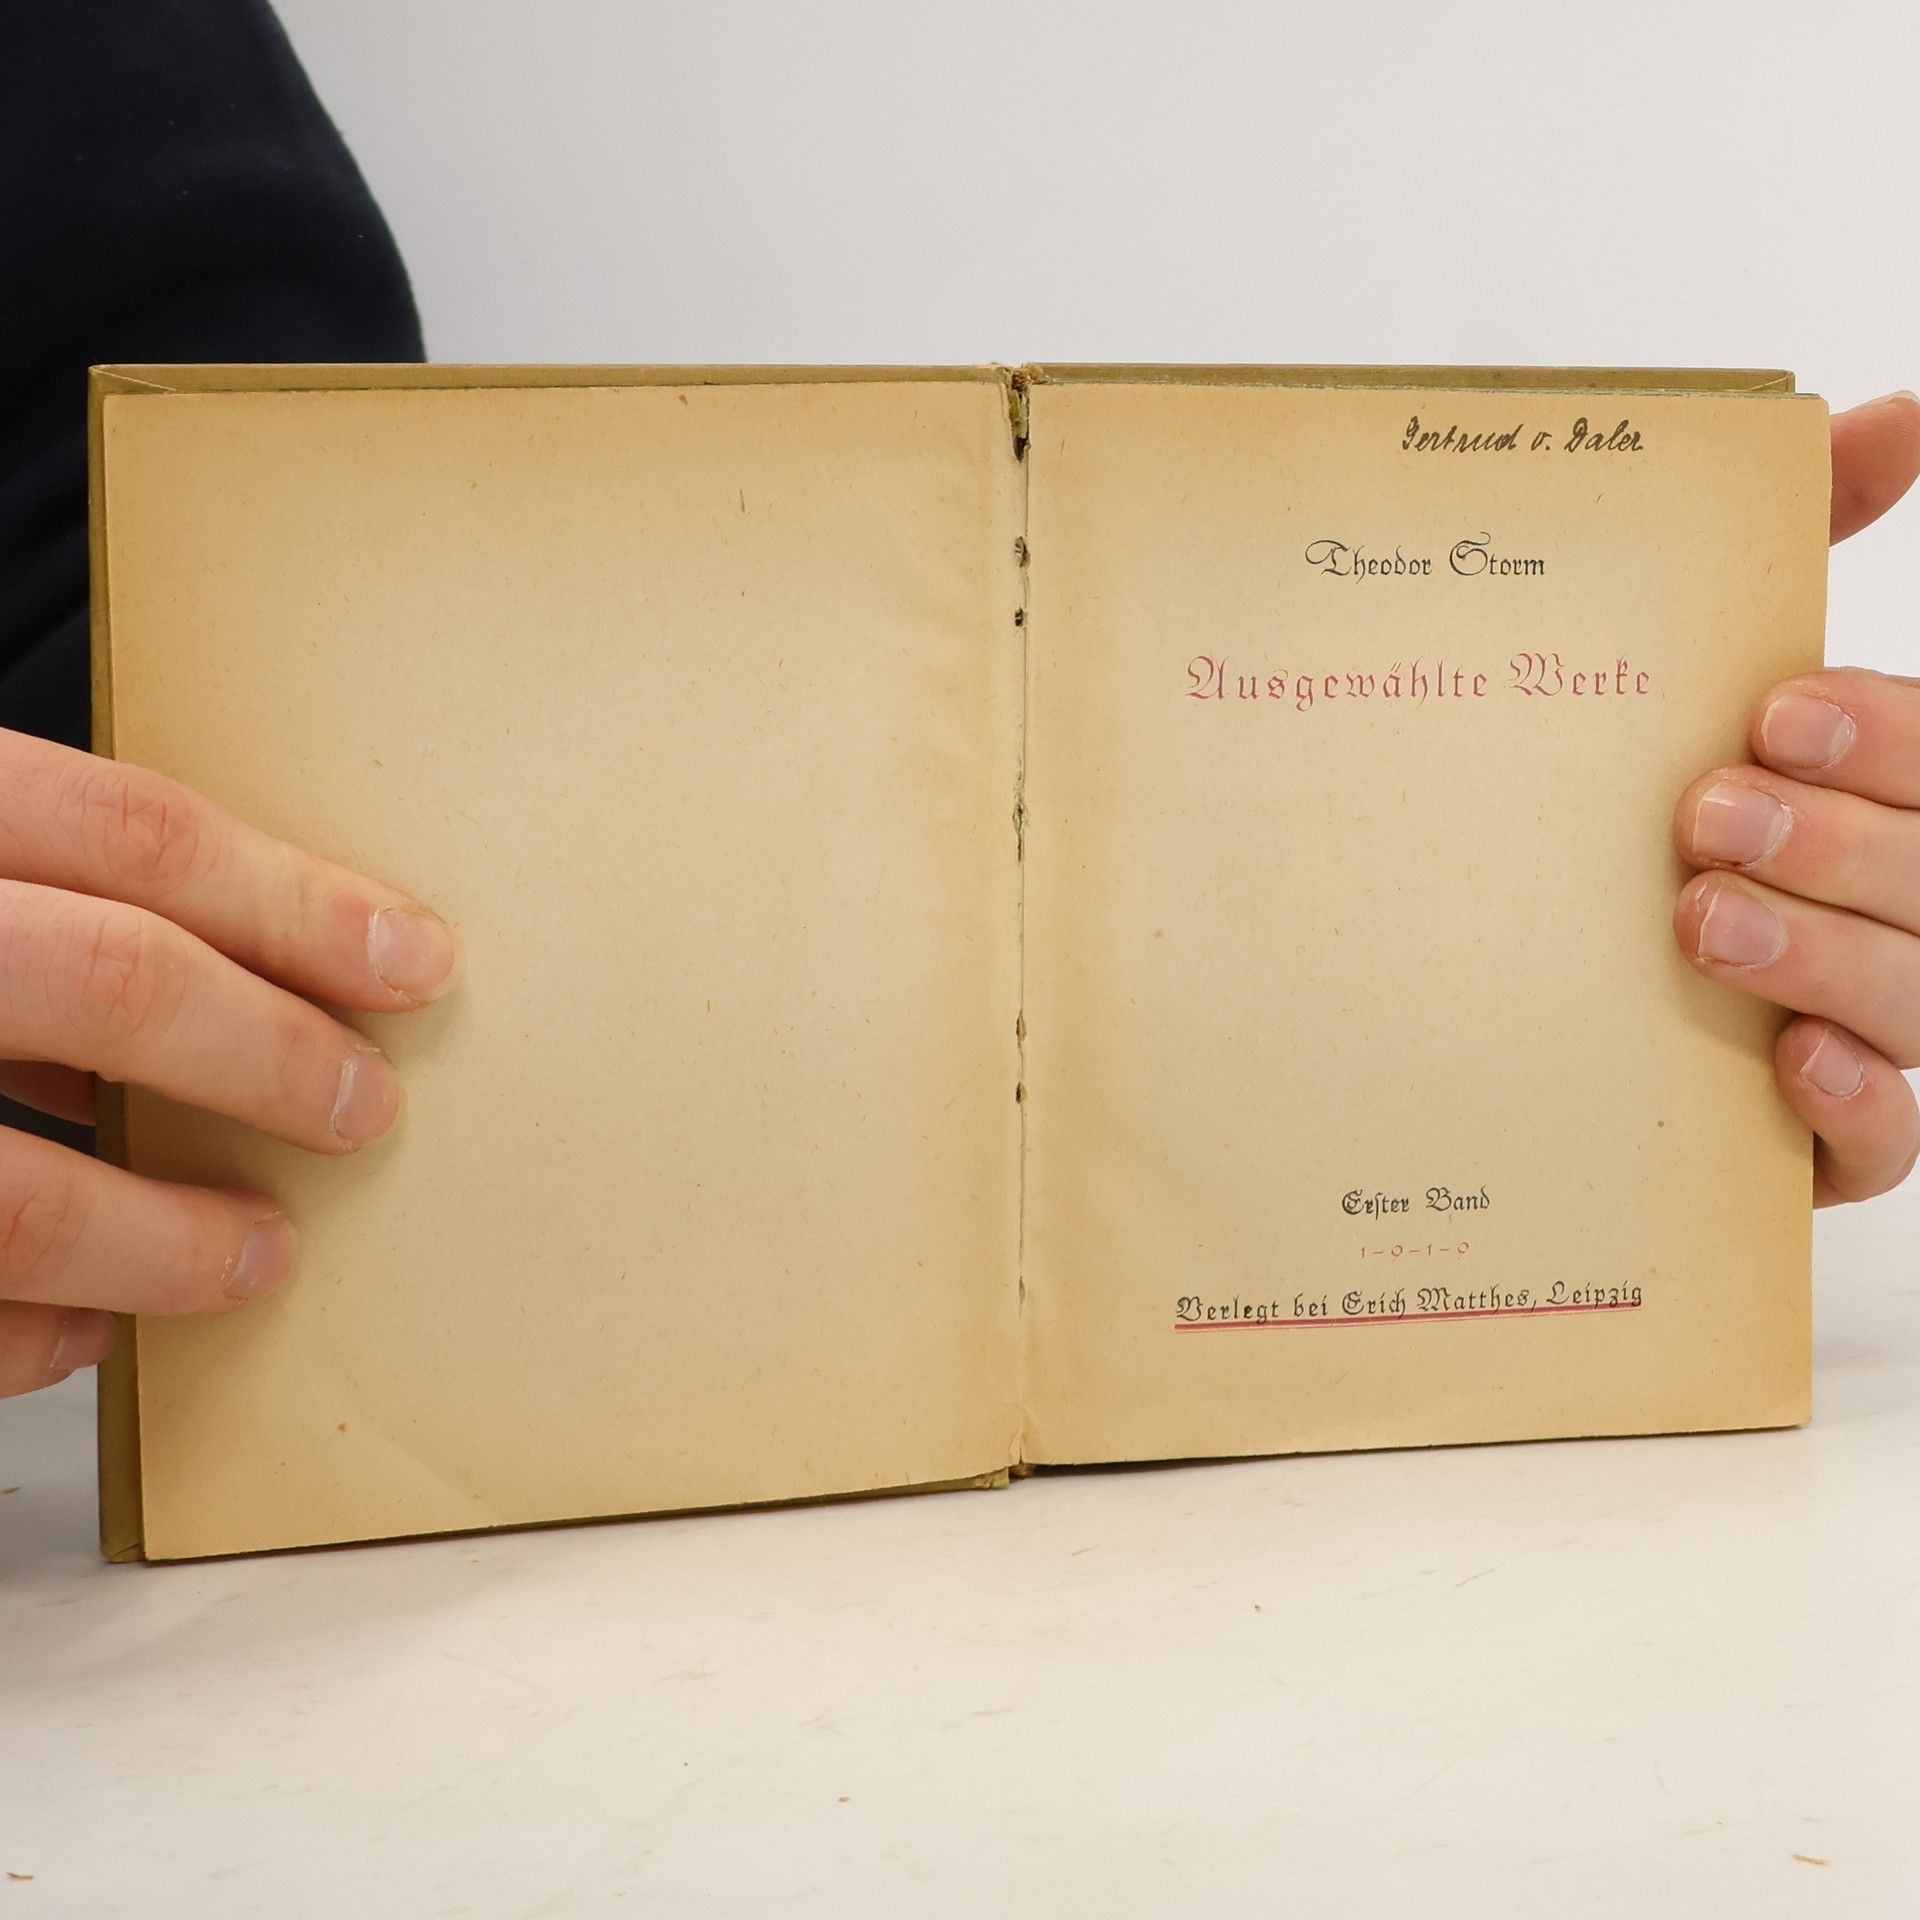 Gertrud v. Daler
Theodor Storm
Ausgewählte Werke
Erster Band
1–9–1–9
Verlegt bei Erich Matthes, Leipzig